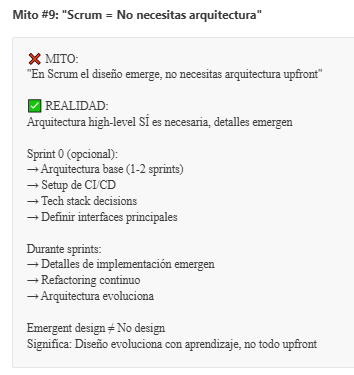 Mito #9: "Scrum = No necesitas arquitectura"
❌ MITO:
"En Scrum el diseño emerge, no necesitas arquitectura upfront"
✅ REALIDAD:
Arquitectura high-level SÍ es necesaria, detalles emergen
Sprint 0 (opcional):
→ Arquitectura base (1-2 sprints)
→ Setup de CI/CD
→ Tech stack decisions
→ Definir interfaces principales
Durante sprints:
→ Detalles de implementación emergen
→ Refactoring continuo
→ Arquitectura evoluciona
Emergent design ≠ No design
Significa: Diseño evoluciona con aprendizaje, no todo upfront